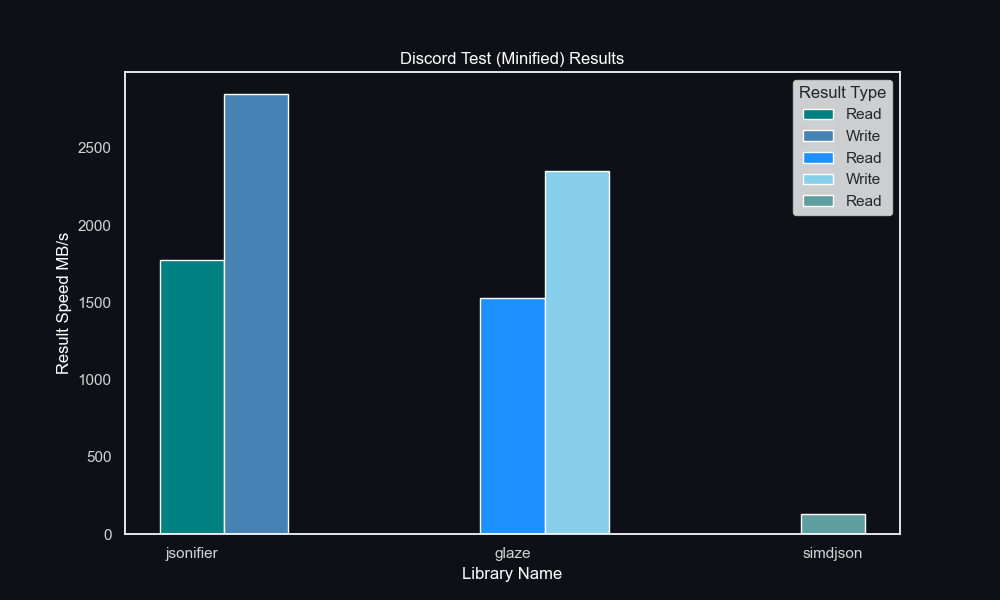 Discord Test (Minified) Results
Result Type
Read
Write
Read
Write
Read
Result Speed MB/s
2500
2000
1500
1000
500
0
jsonifier
glaze
simdjson
Library Name